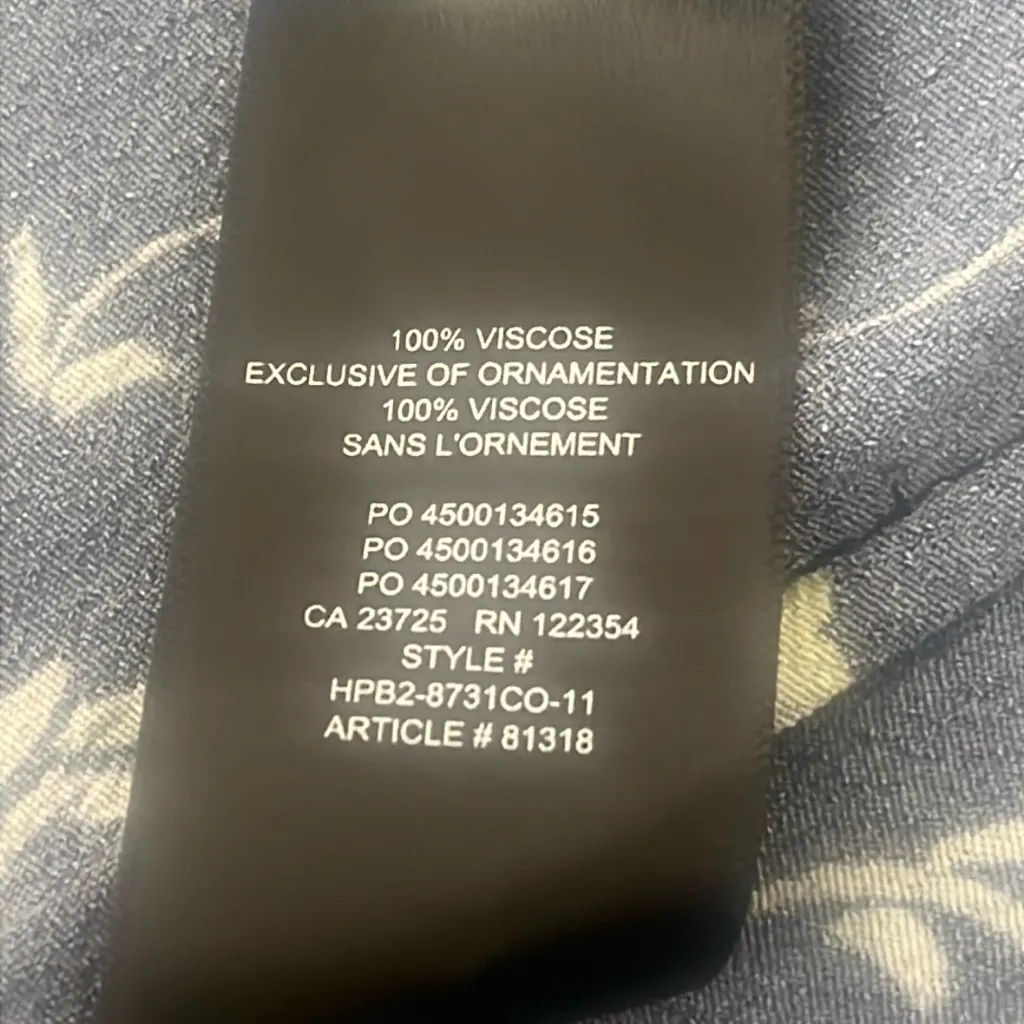 100% VISCOSE
EXCLUSIVE OF ORNAMENTATION
100% VISCOSE
SANS L'ORNEMENT
PO 4500134615
PO 4500134616
PO 4500134617
CA 23725 RN 122354
STYLE #
HPB2-8731CO-11
ARTICLE # 81318